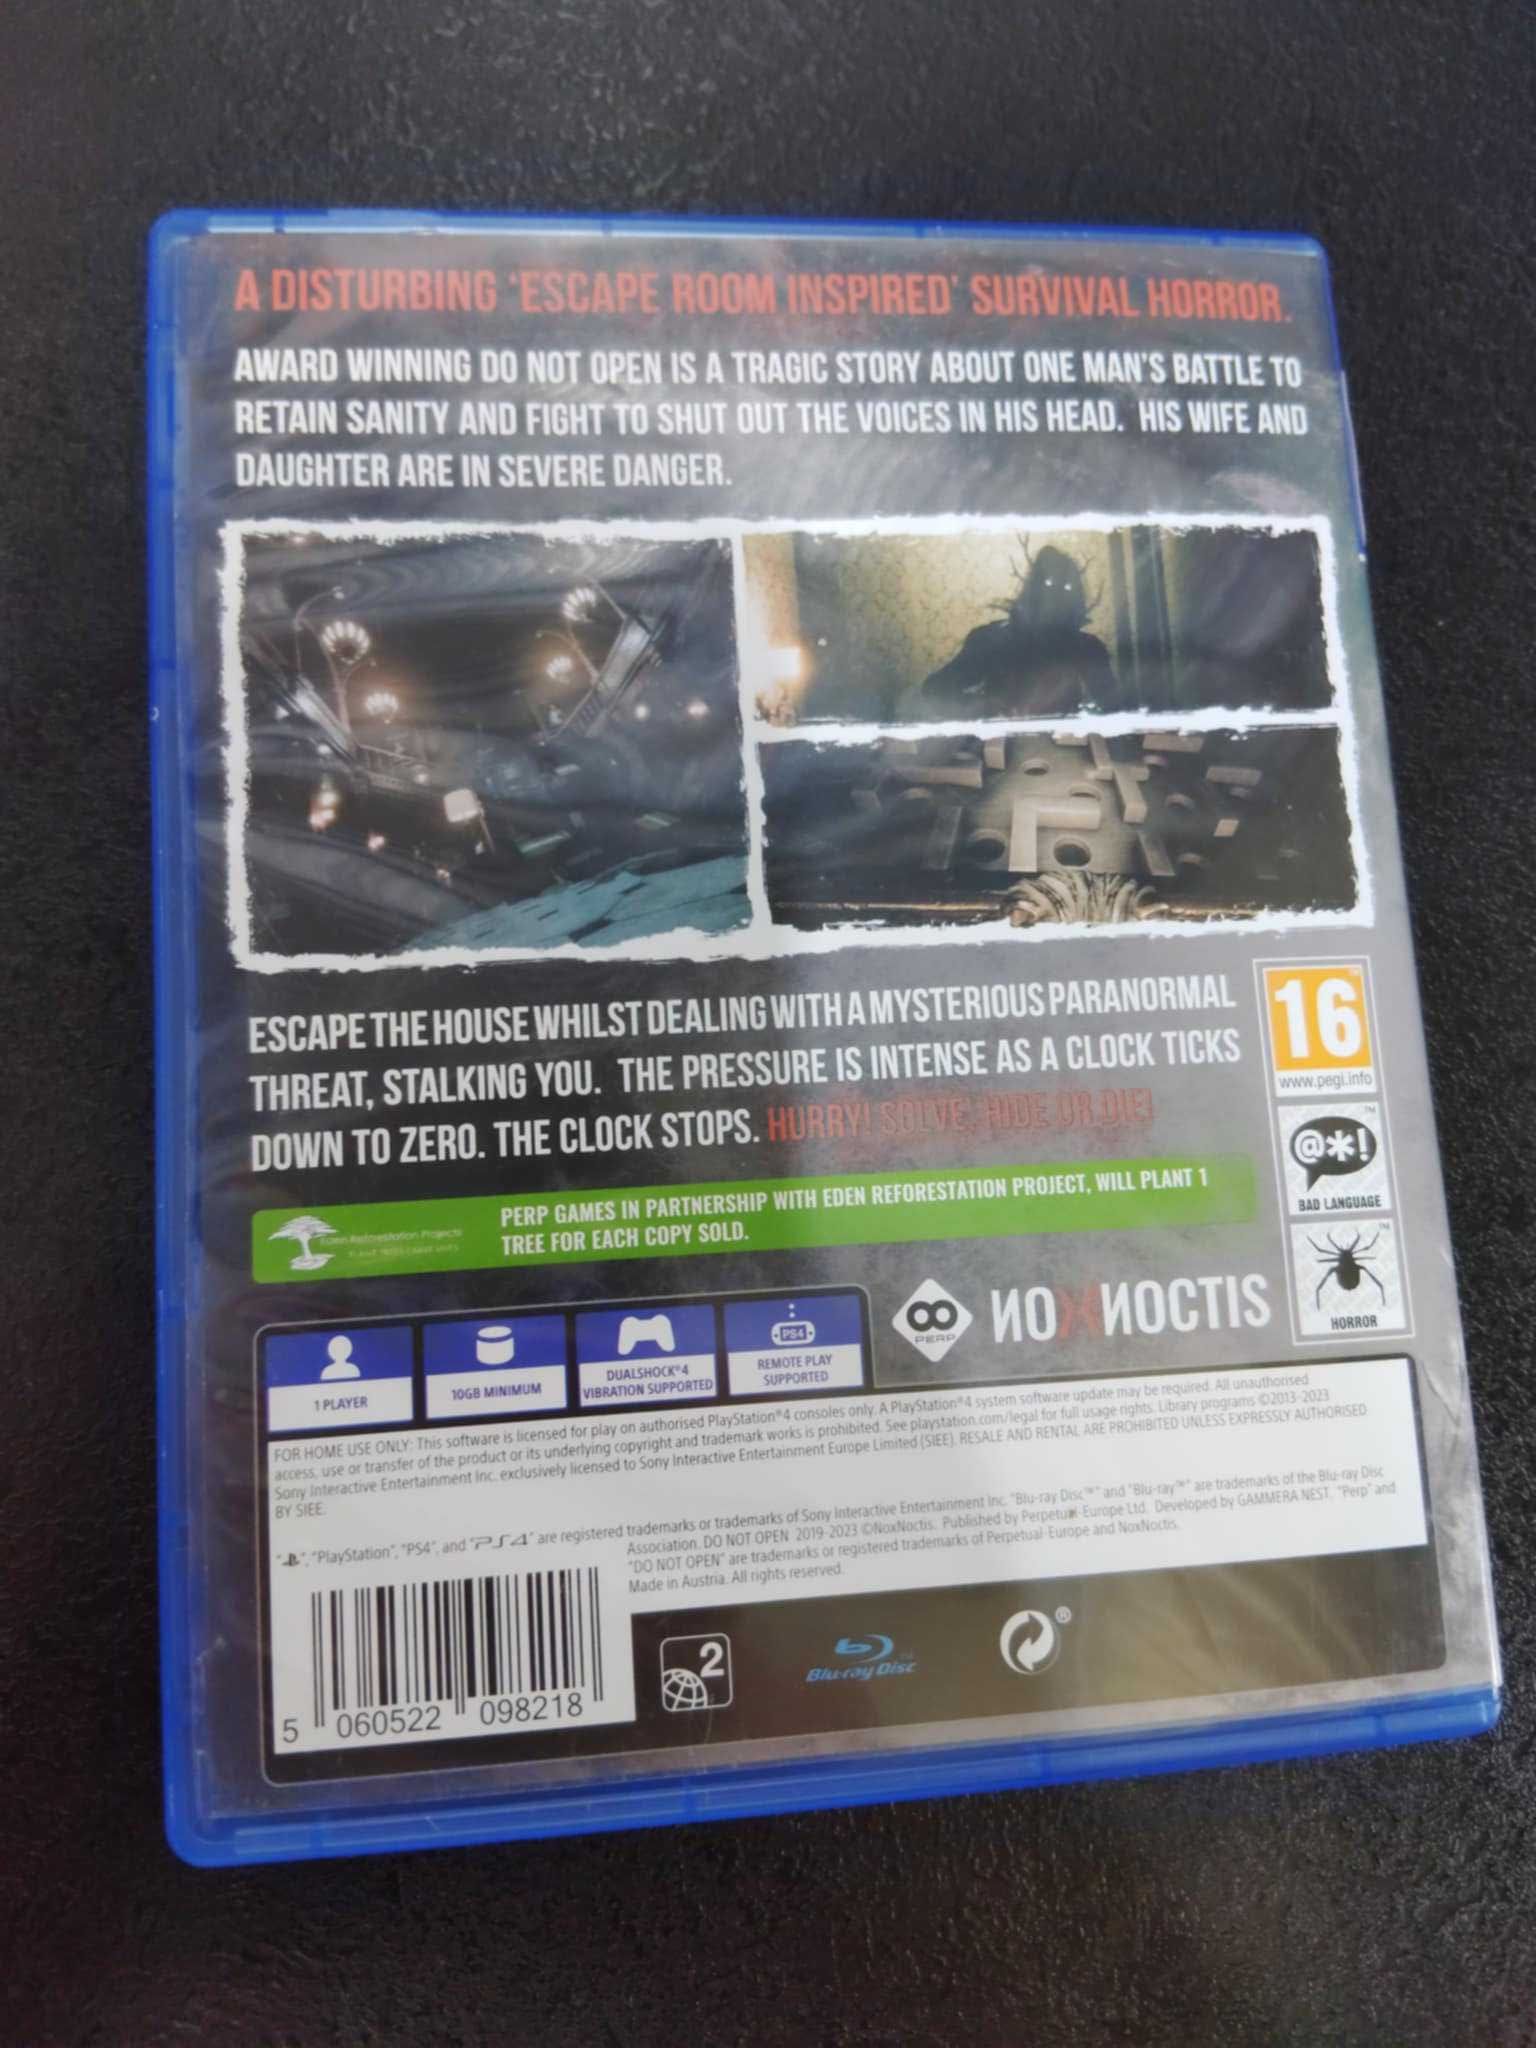 A DISTURBING 'ESCAPE ROOM INSPIRED' SURVIVAL HORROR.
AWARD WINNING DO NOT OPEN IS A TRAGIC STORY ABOUT ONE MAN'S BATTLE TO
RETAIN SANITY AND FIGHT TO SHUT OUT THE VOICES IN HIS HEAD. HIS WIFE AND
DAUGHTER ARE IN SEVERE DANGER.
ESCAPE THE HOUSE WHILST DEALING WITH A MYSTERIOUS PARANORMAL
THREAT, STALKING YOU. THE PRESSURE IS INTENSE AS A CLOCK TICKS
DOWN TO ZERO. THE CLOCK STOPS. HURRY! SOLVE, HIDE OR DIE!
16
www.pegi.info
@*!
BAD LANGUAGE
HORROR
Eden Reforestation Projects
PERP GAMES IN PARTNERSHIP WITH EDEN REFORESTATION PROJECT, WILL PLANT 1
TREE FOR EACH COPY SOLD.
PERP
NOXNOCTIS
1 PLAYER
10GB MINIMUM
DUALSHOCK®4
VIBRATION SUPPORTED
PS4
REMOTE PLAY
SUPPORTED
FOR HOME USE ONLY: This software is licensed for play on authorised PlayStation®4 consoles only. A PlayStation®4 system software update may be required. All unauthorised
access, use or transfer of the product or its underlying copyright and trademark works is prohibited. See playstation.com/legal for full usage rights. Library programs ©2013-2023
Sony Interactive Entertainment Inc. exclusively licensed to Sony Interactive Entertainment Europe Limited (SIEE). RESALE AND RENTAL ARE PROHIBITED UNLESS EXPRESSLY AUTHORISED
BY SIEE.
"PlayStation", "PS4", and "PS4" are registered trademarks or trademarks of Sony Interactive Entertainment Inc. "Blu-ray Disc™" and "Blu-ray™" are trademarks of the Blu-ray Disc
Association. DO NOT OPEN 2019-2023 ©NoxNoctis. Published by Perpetual-Europe Ltd. Developed by GAMMERA NEST. "Perp" and
"DO NOT OPEN" are trademarks or registered trademarks of Perpetual-Europe and NoxNoctis.
Made in Austria. All rights reserved.
5 060522 098218
2
Blu-ray Disc